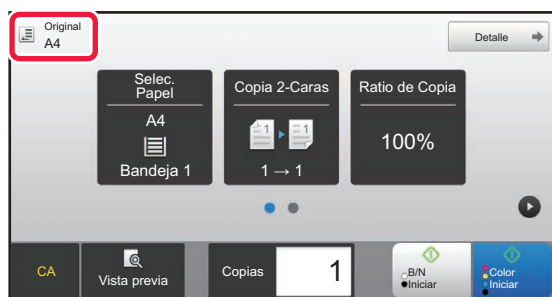 Original
A4
Detalle
Selec.
Papel
A4
Bandeja 1
Copia 2-Caras
1 1
1 → 1
Ratio de Copia
100%
CA
Vista previa
Copias
1
B/N
Iniciar
Color
Iniciar